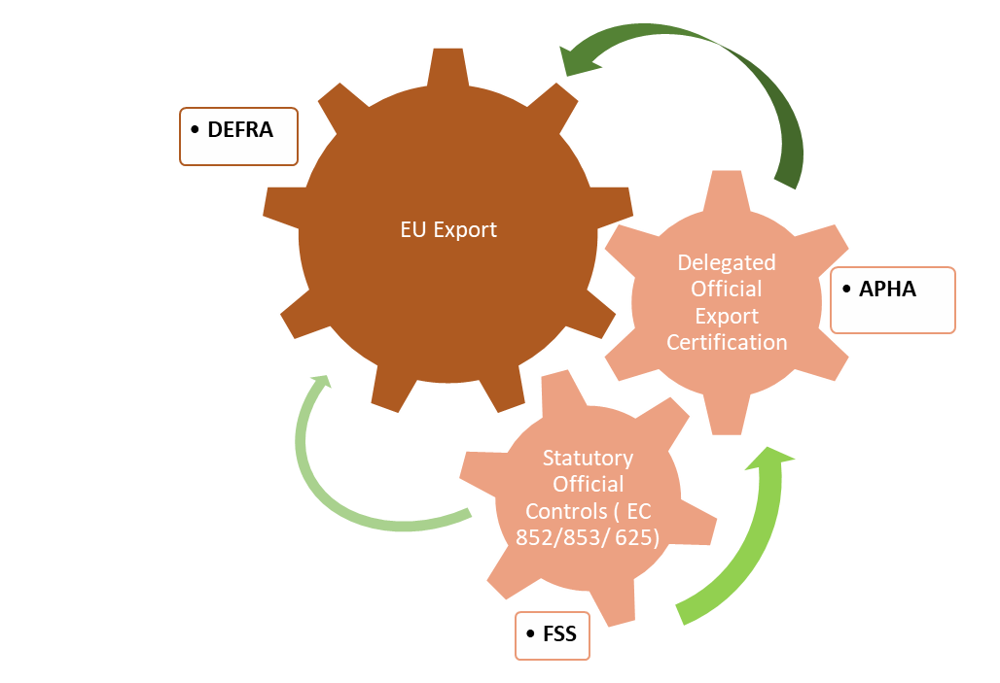 • DEFRA
EU Export
Delegated
Official
Export
Certification
• APHA
Statutory
Official
Controls ( EC
852/853/ 625)
• FSS